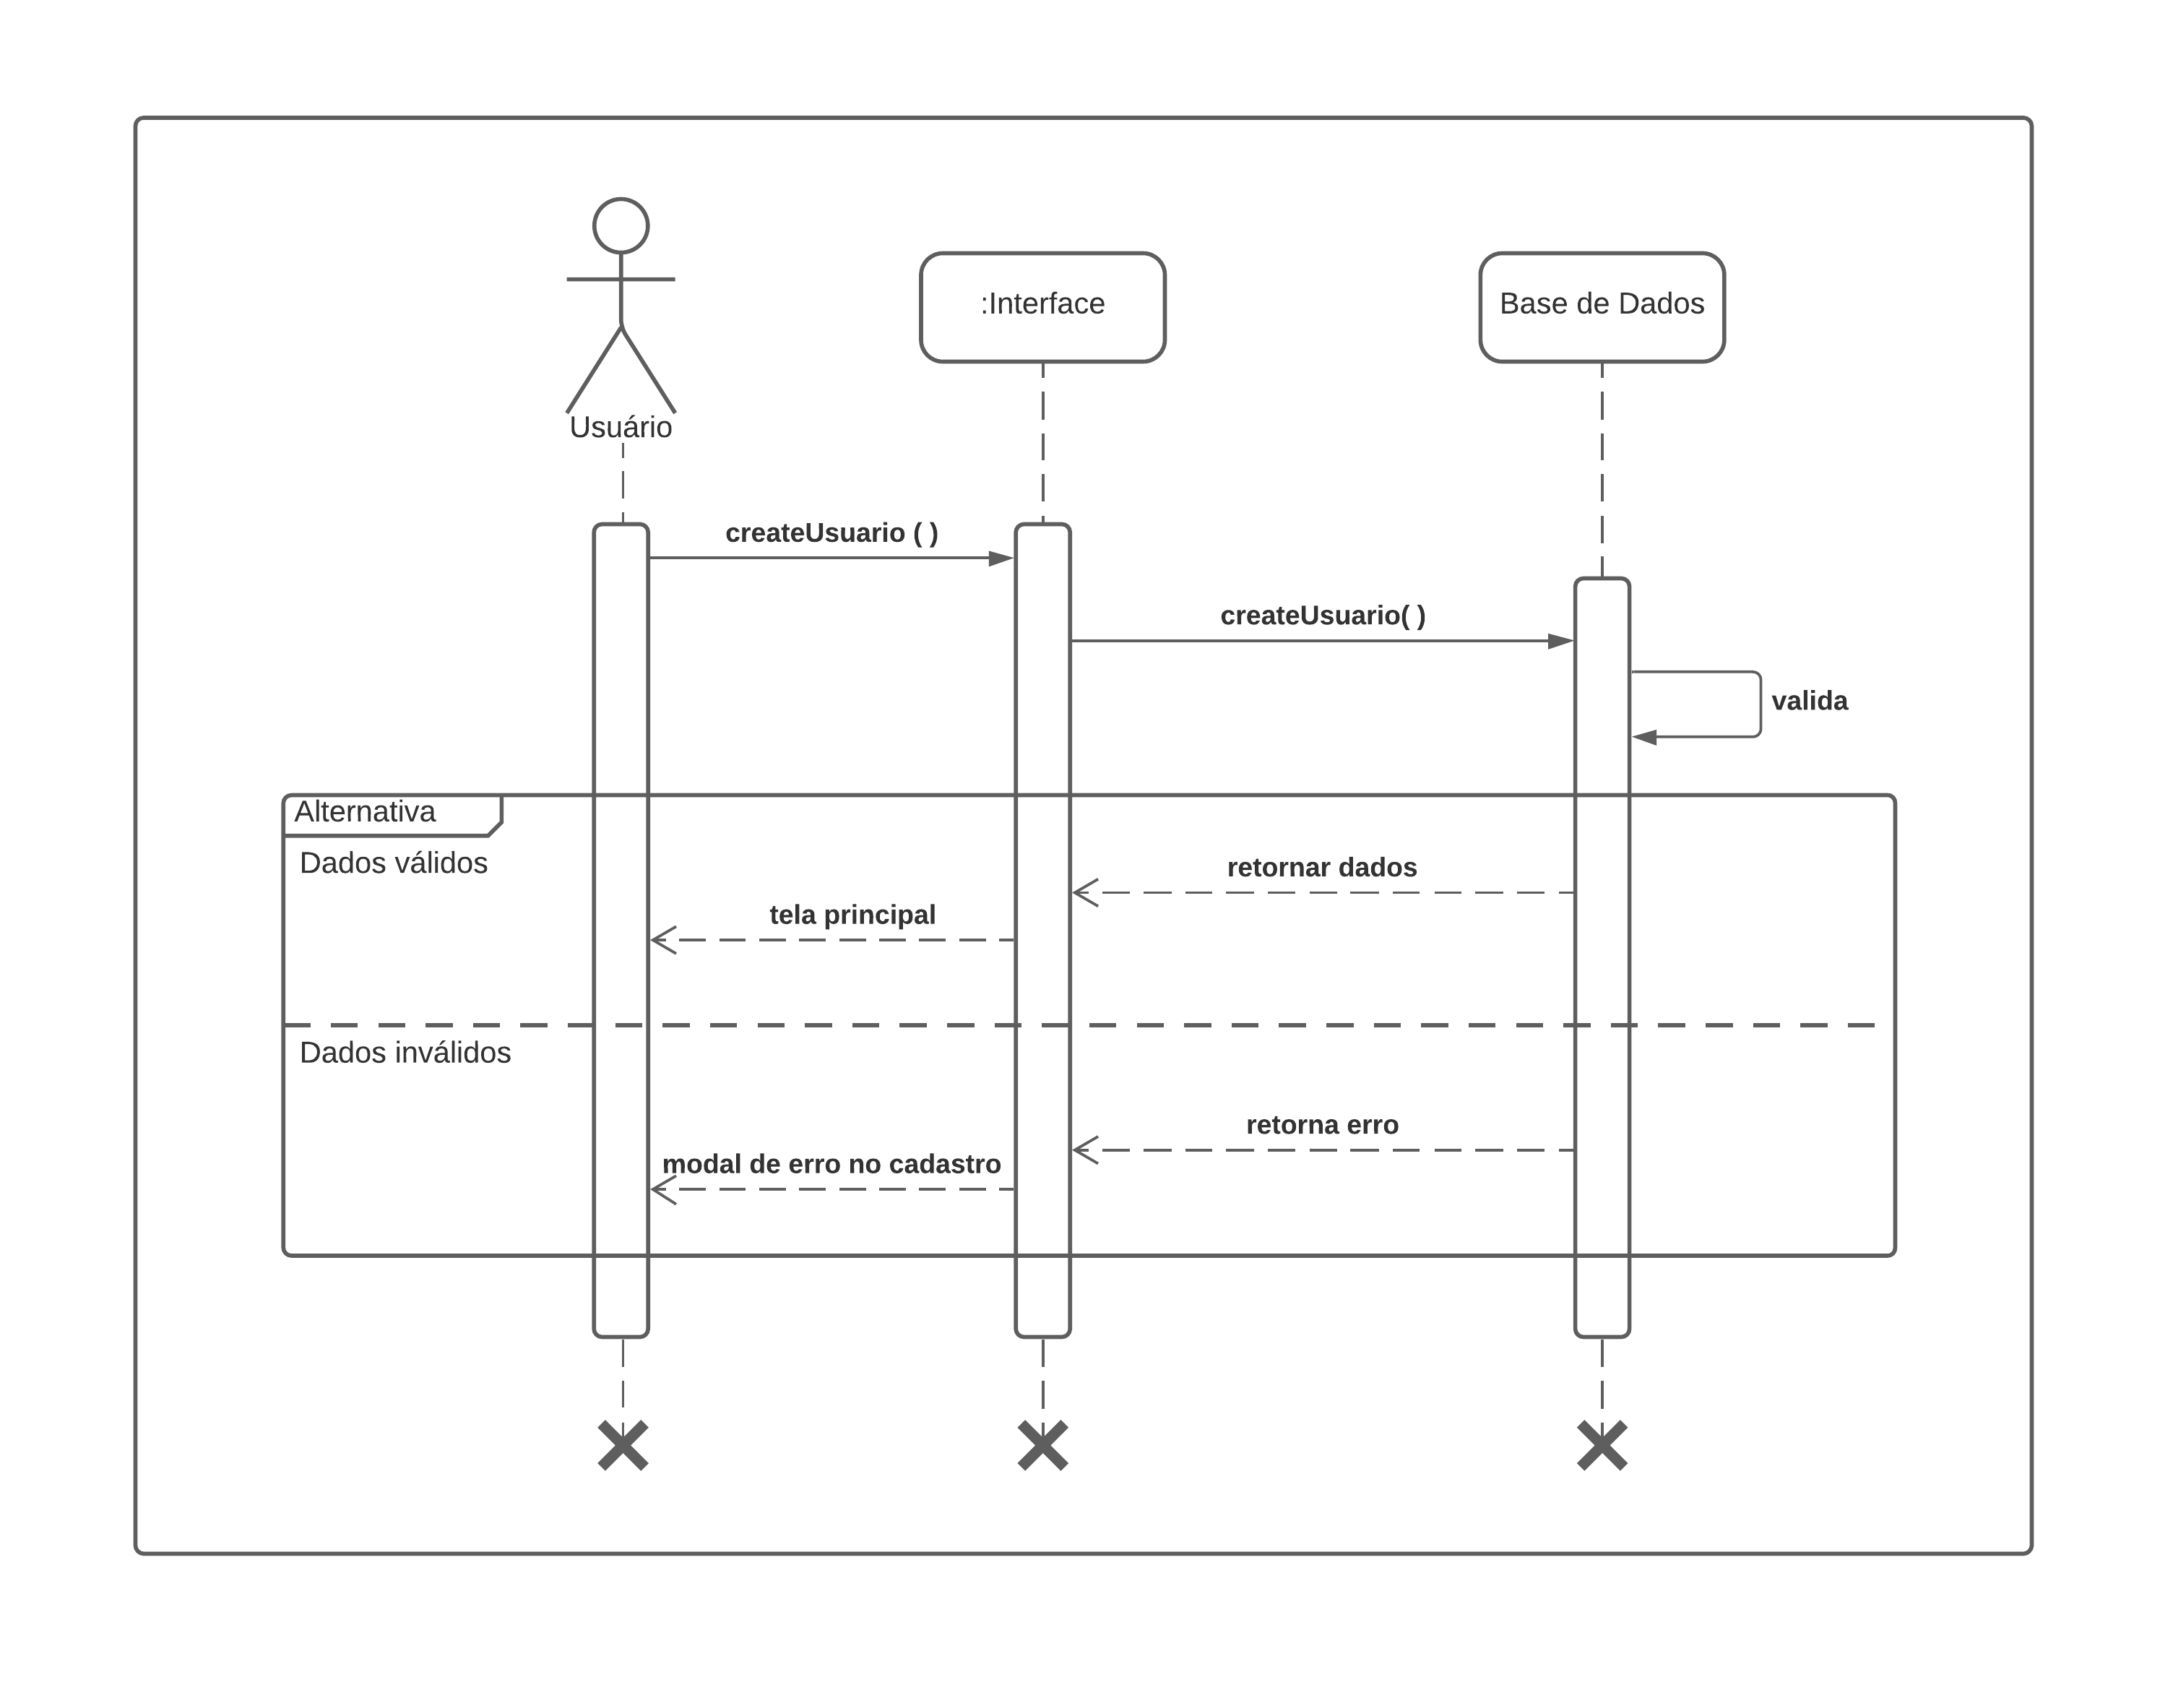 :Interface
Base de Dados
Usuário
createUsuario ( )
createUsuario( )
valida
Alternativa
Dados válidos
retornar dados
tela principal
Dados inválidos
retorna erro
modal de erro no cadastro